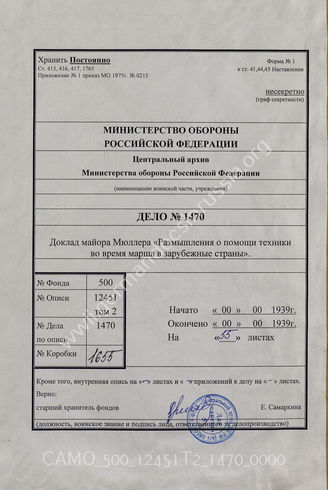 Хранить Постоянно
Ст. 413, 416, 417, 1765
Приложение № 1 приказ МО 1975г. № 0215
Форма № 1
к ст. 41,44,45 Наставления
несекретно
(гриф секретности)
МИНИСТЕРСТВО ОБОРОНЫ
РОССИЙСКОЙ ФЕДЕРАЦИИ
Центральный архив
Министерства обороны Российской Федерации
(наименование воинской части, учреждения)
ДЕЛО № 1470
Доклад майора Мюллера «Размышления о помощи техники
во время марша в зарубежные страны».
№ Фонда 500
№ Описи 12451
том 2
№ Дела 1470
по описи
№ Коробки 1655
Начато « 00 » 00 1939г.
Окончено « 00 » 00 1939г.
На « 55 » листах
Кроме того, внутренняя опись на « » листах и « » приложений к делу на « » листах.
Верно:
старший хранитель фондов
Е. Самаркина
(должность, воинское звание и подпись лица, ответственного за делопроизводство)
CAMO_500_12451T2_1470_0000